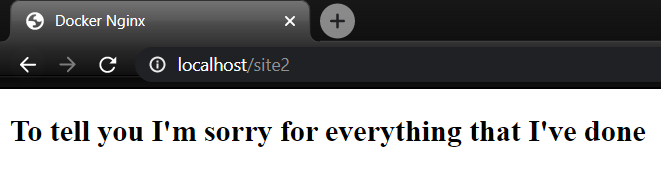 Docker Nginx
localhost/site2
To tell you I'm sorry for everything that I've done